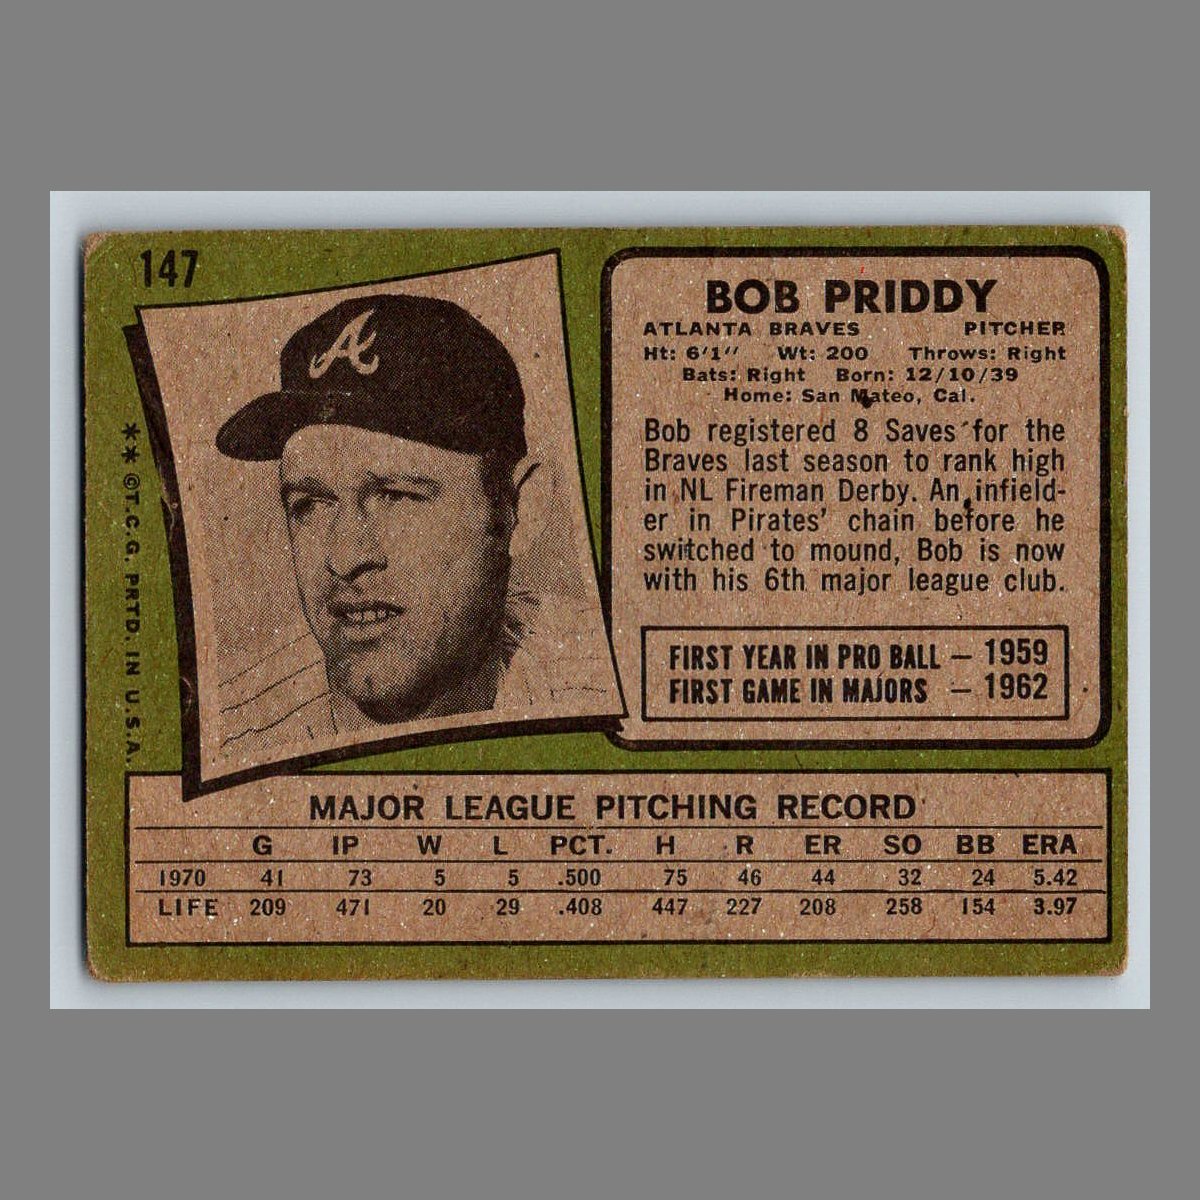 147
A
BOB PRIDDY
ATLANTA BRAVES PITCHER
Ht: 6'1" Wt: 200 Throws: Right
Bats: Right Born: 12/10/39
Home: San Mateo, Cal.
Bob registered 8 Saves for the
Braves last season to rank high
in NL Fireman Derby. An infield-
er in Pirates' chain before he
switched to mound, Bob is now
with his 6th major league club.
FIRST YEAR IN PRO BALL — 1959
FIRST GAME IN MAJORS — 1962
**©T.C.G. PRTD. IN U.S.A.
MAJOR LEAGUE PITCHING RECORD
G IP W L PCT. H R ER SO BB ERA
1970 41 73 5 5 .500 75 46 44 32 24 5.42
LIFE 209 471 20 29 .408 447 227 208 258 154 3.97